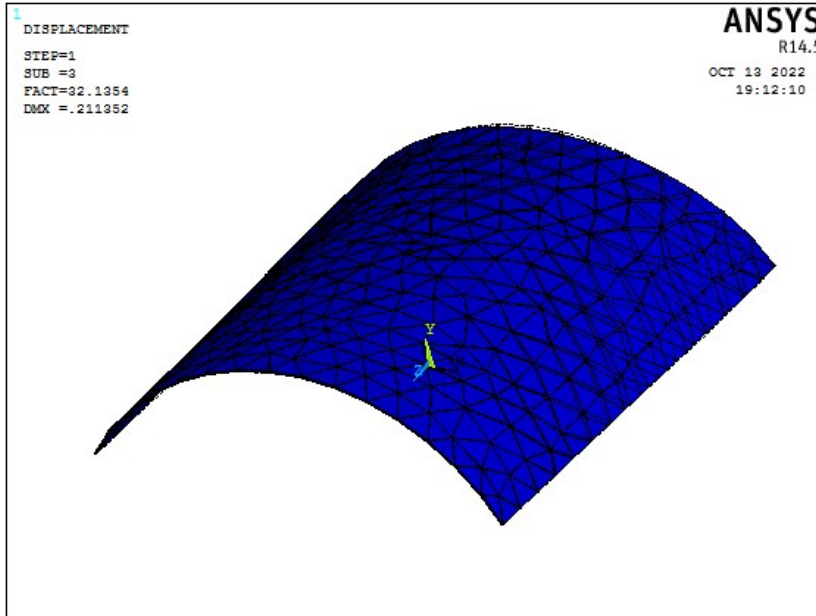 1
DISPLACEMENT
STEP=1
SUB =3
FACT=32.1354
DMX =.211352
ANSYS
R14.5
OCT 13 2022
19:12:10
Y
Z